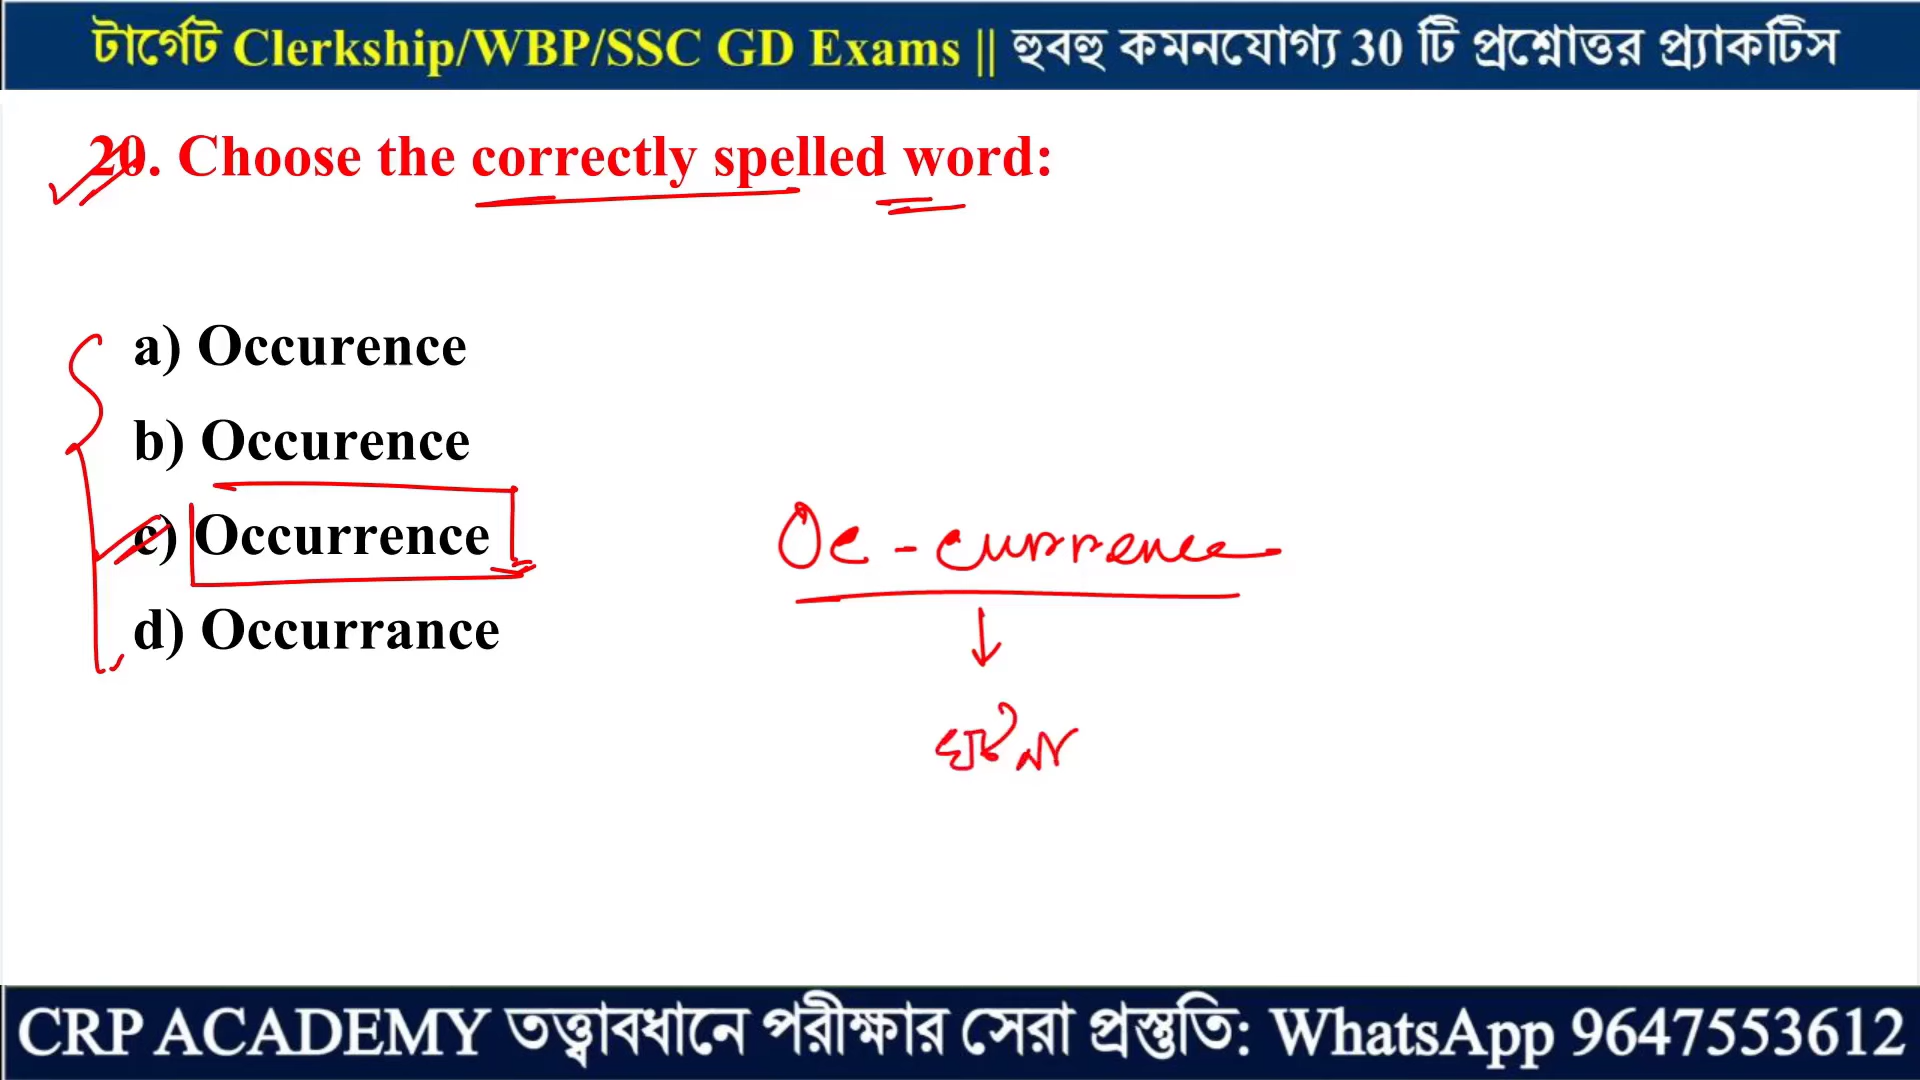 টার্গেট Clerkship/WBP/SSC GD Exams || হুবহু কমনযোগ্য 30 টি প্রশ্নোত্তর প্র্যাকটিস
20. Choose the correctly spelled word:
a) Occurence
b) Occurence
c) Occurrence
d) Occurrance
Oc - currence
ঘটনা
CRP ACADEMY তত্ত্বাবধানে পরীক্ষার সেরা প্রস্তুতি: WhatsApp 9647553612